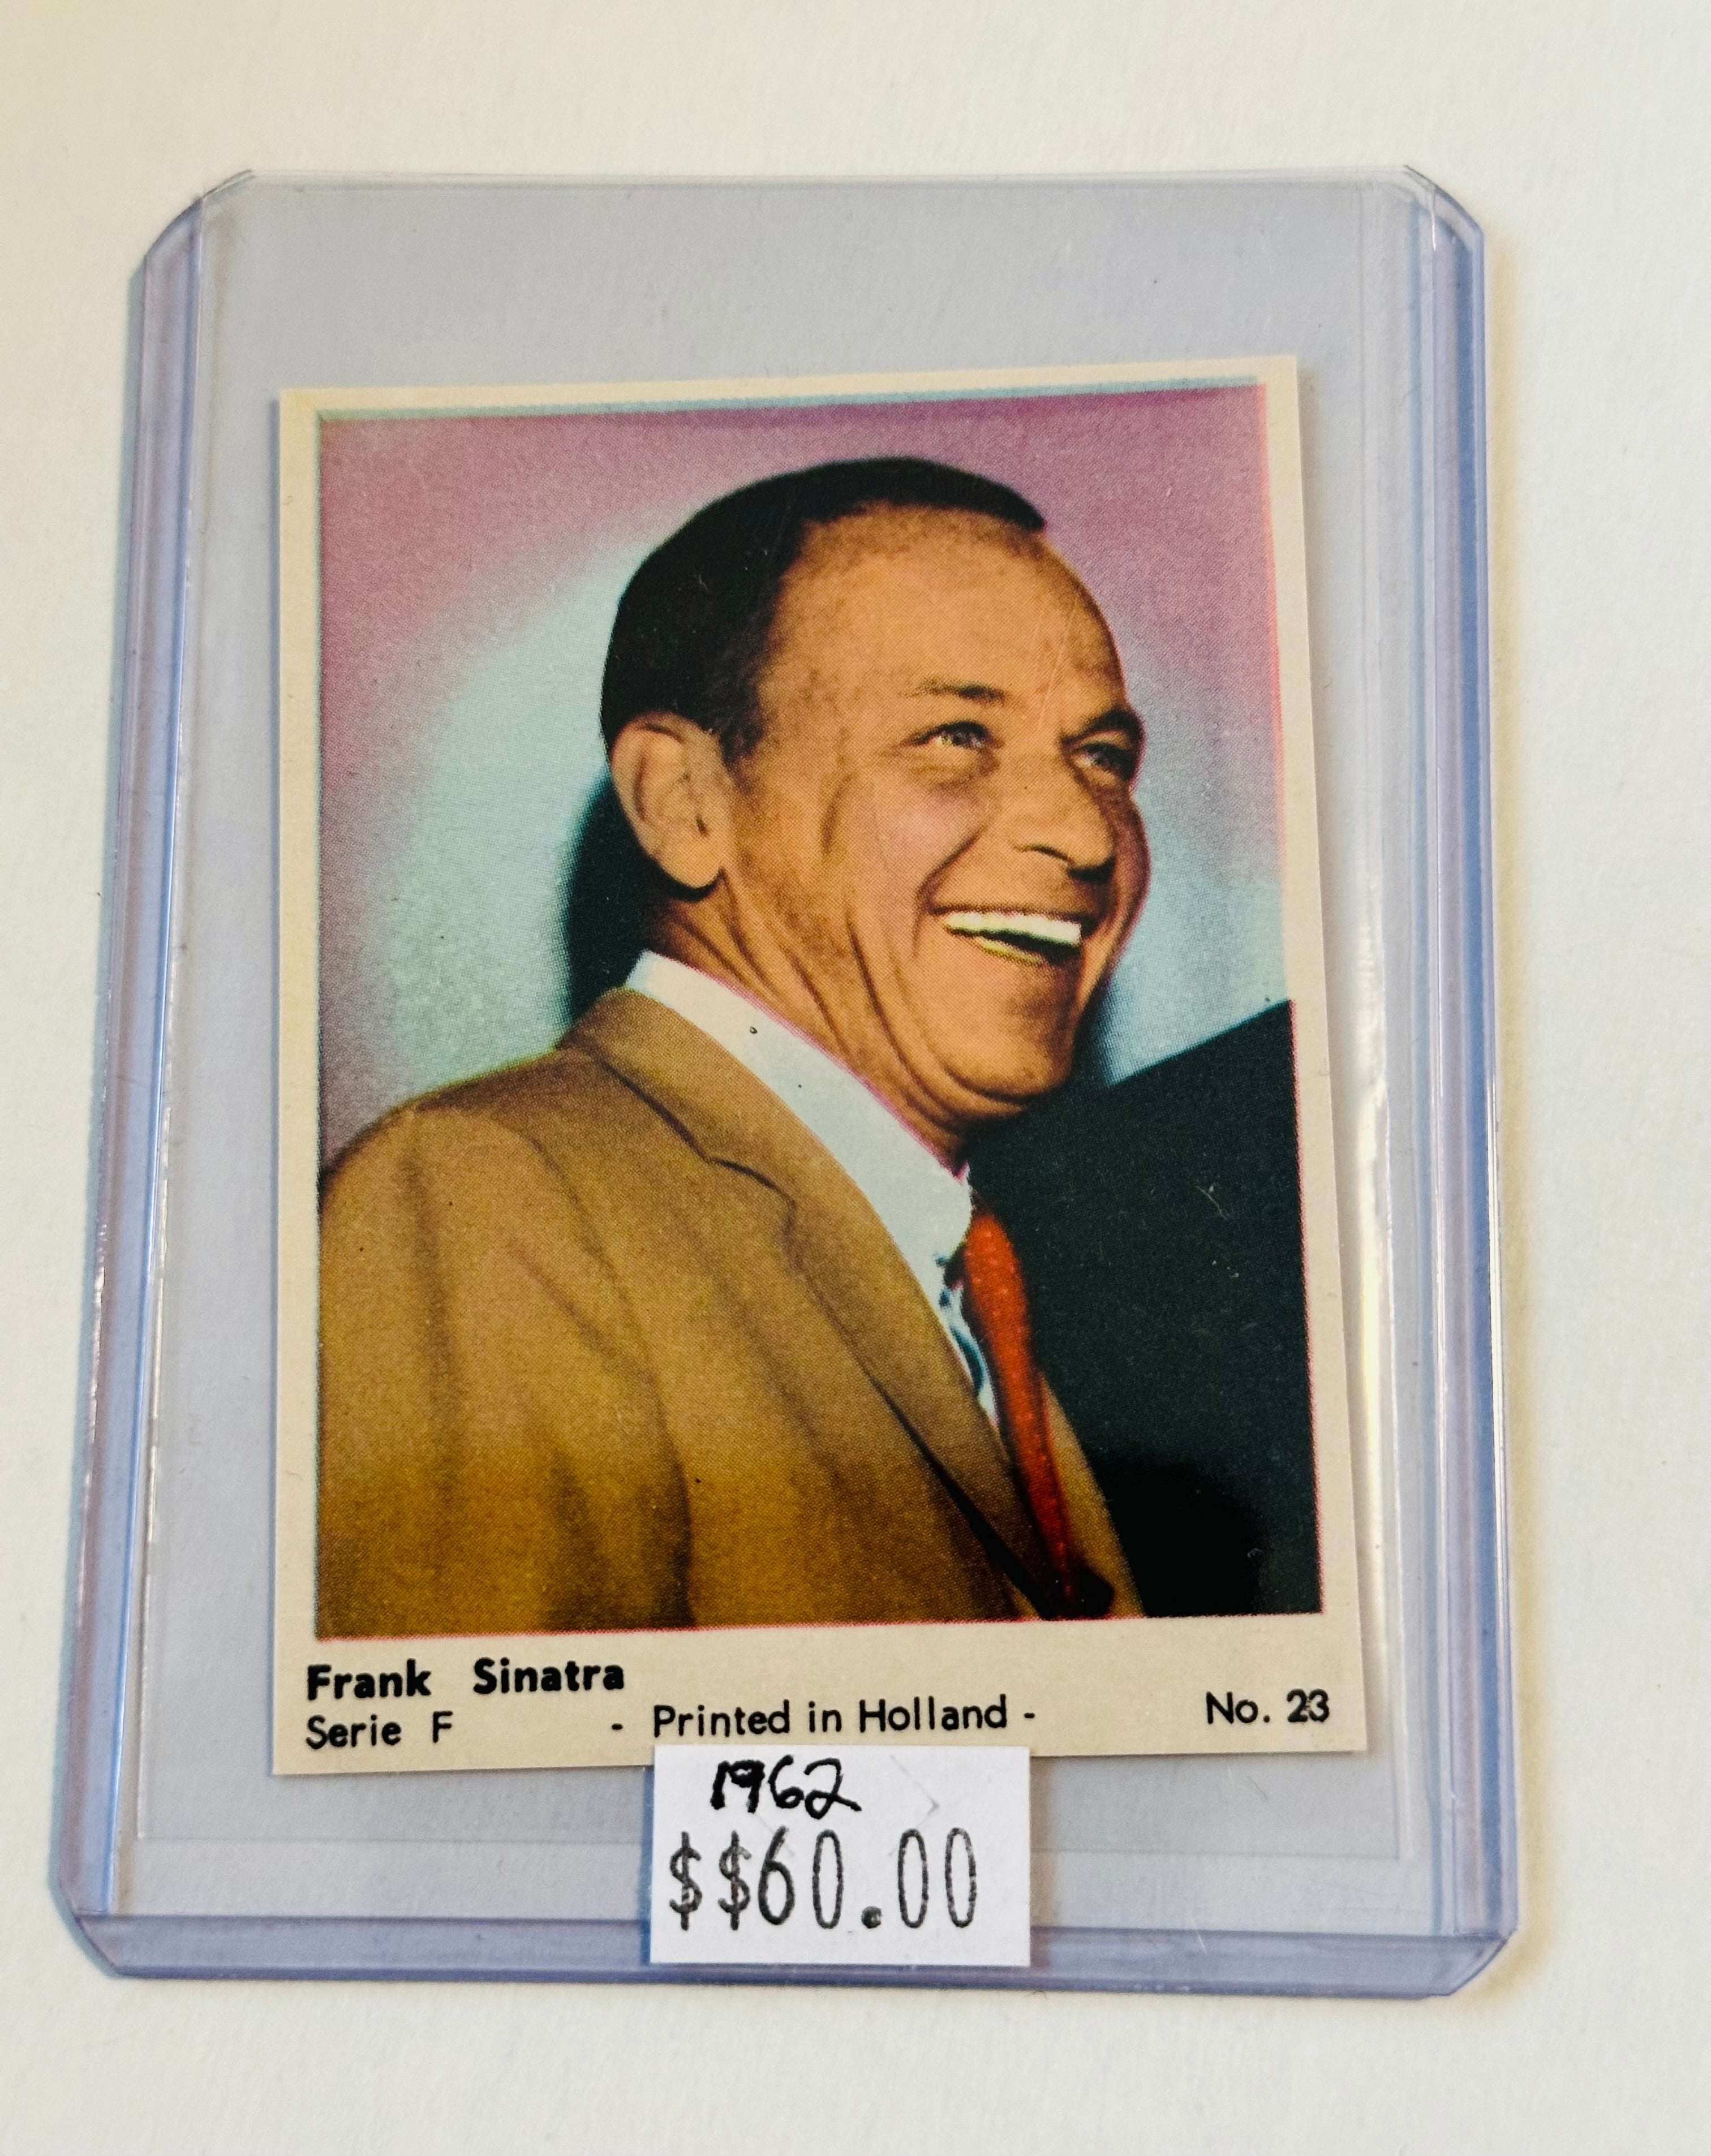 Frank Sinatra
Serie F - Printed in Holland - No. 23
1962
$$60.00